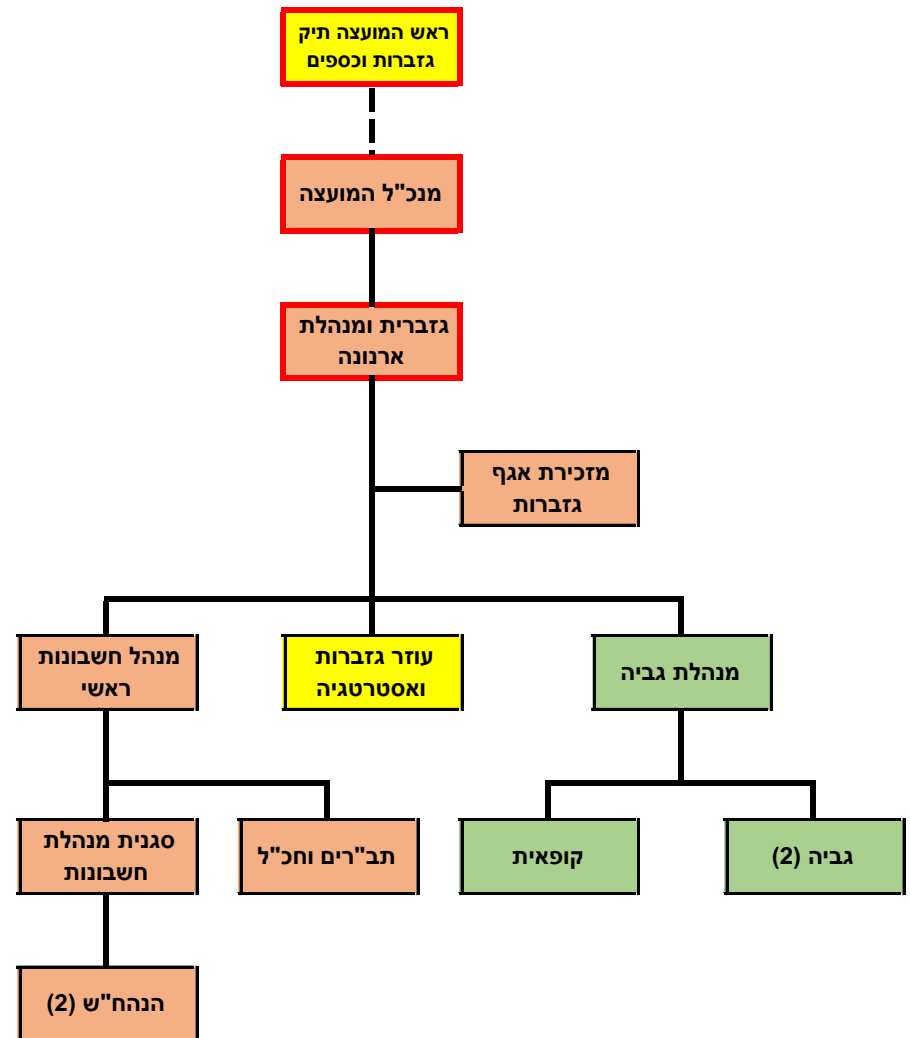 ראש המועצה תיק
גזברות וכספים
מנכ"ל המועצה
גזברית ומנהלת
ארנונה
מזכירת אגף
גזברות
מנהלת גביה
עוזר גזברות
ואסטרטגיה
מנהל חשבונות
ראשי
גביה (2)
קופאית
תב"רים וחכ"ל
סגנית מנהלת
חשבונות
הנהח"ש (2)